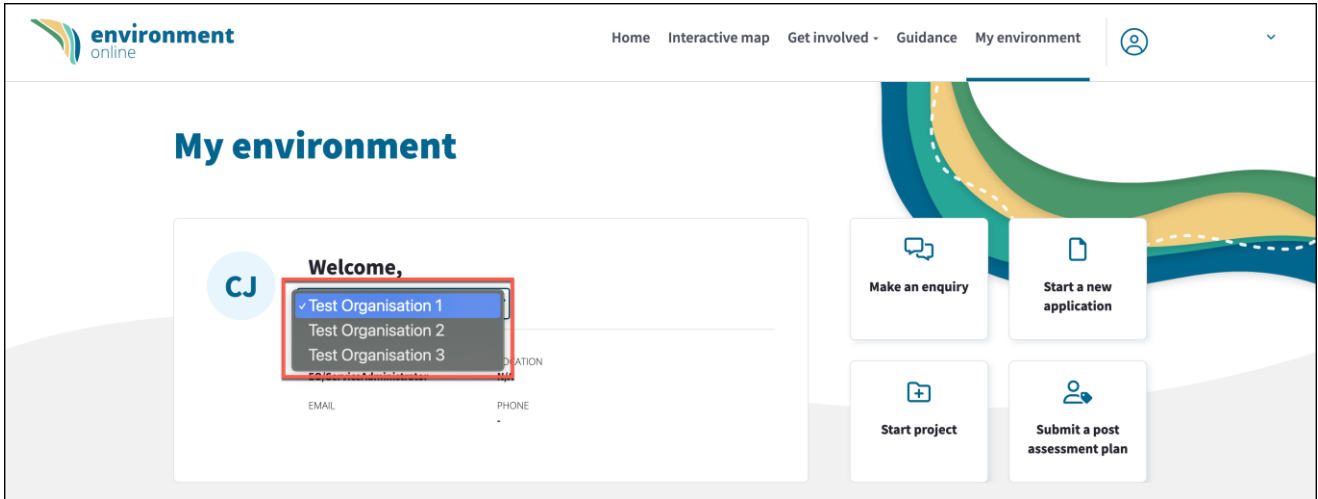 environment
online
Home Interactive map Get involved Guidance My environment
My environment
CJ
Welcome,
✓ Test Organisation 1
Test Organisation 2
Test Organisation 3
N/A
EMAIL PHONE
-
Make an enquiry
Start a new
application
Start project
Submit a post
assessment plan